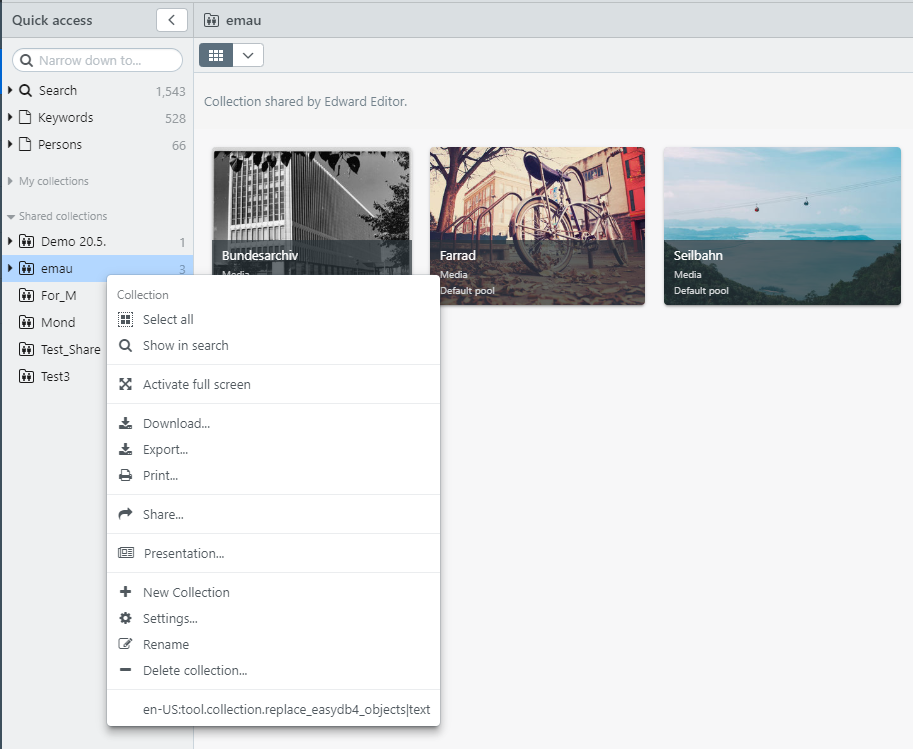 Quick access
emau
Narrow down to...
Search 1,543
Keywords 528
Persons 66
My collections
Shared collections
Demo 20.5. 1
emau 3
For_M
Mond
Test_Share
Test3
Collection shared by Edward Editor.
Bundesarchiv
Media
Farrad
Media
Default pool
Seilbahn
Media
Default pool
Collection
Select all
Show in search
Activate full screen
Download...
Export...
Print...
Share...
Presentation...
New Collection
Settings...
Rename
Delete collection...
en-US:tool.collection.replace_easydb4_objects|text